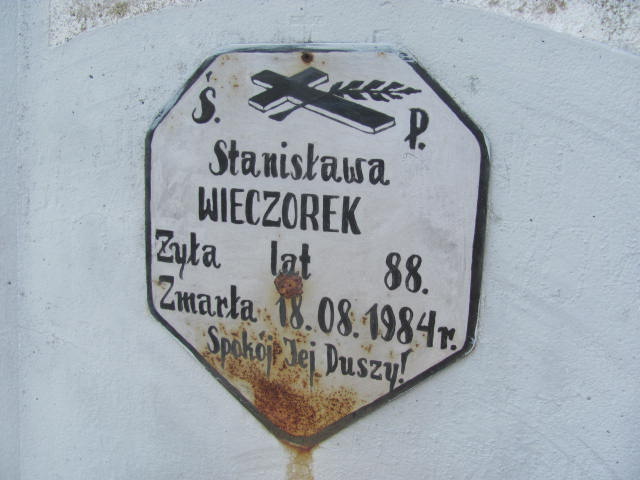 Ś. P.
Stanisława
WIECZOREK
Żyła lat 88.
Zmarła 18.08.1984r.
Spokój Jej Duszy!